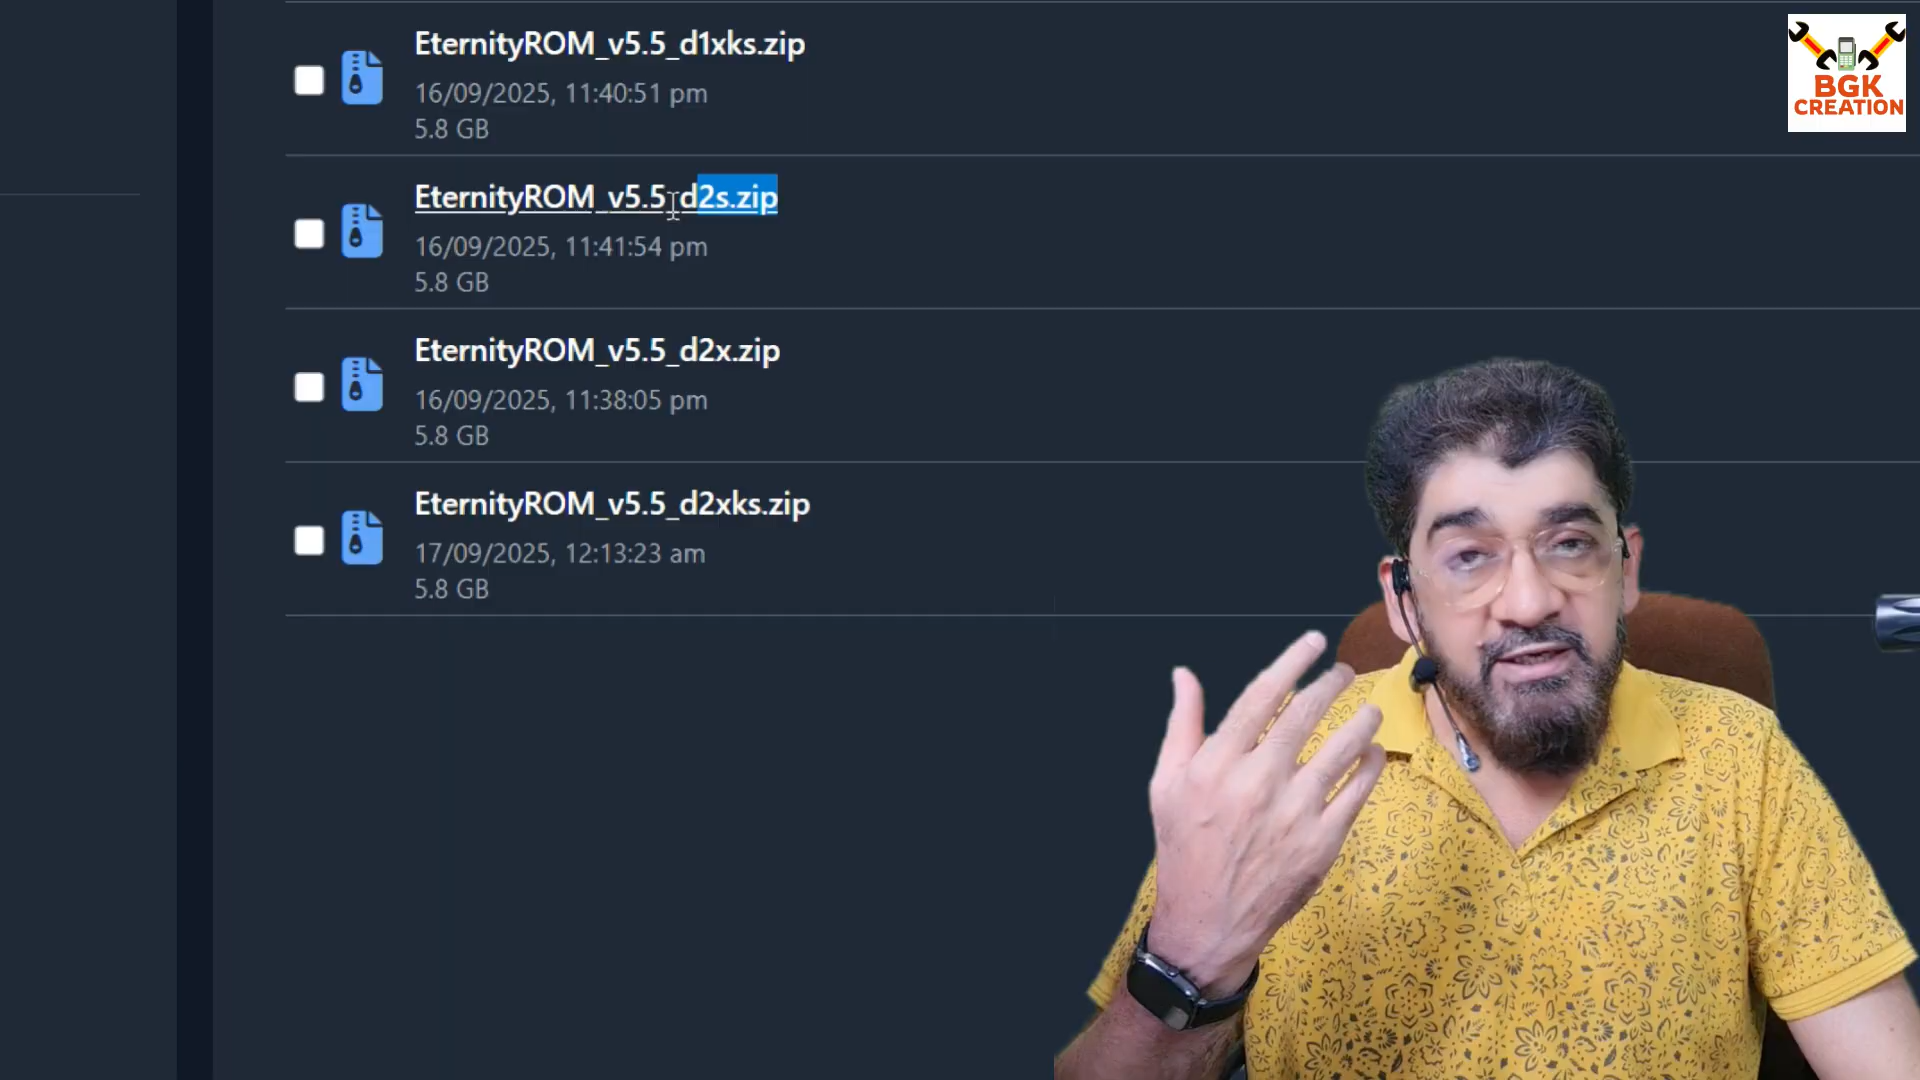 EternityROM_v5.5_d1xks.zip
16/09/2025, 11:40:51 pm
5.8 GB
EternityROM_v5.5_d2s.zip
16/09/2025, 11:41:54 pm
5.8 GB
EternityROM_v5.5_d2x.zip
16/09/2025, 11:38:05 pm
5.8 GB
EternityROM_v5.5_d2xks.zip
17/09/2025, 12:13:23 am
5.8 GB
BGK
CREATION